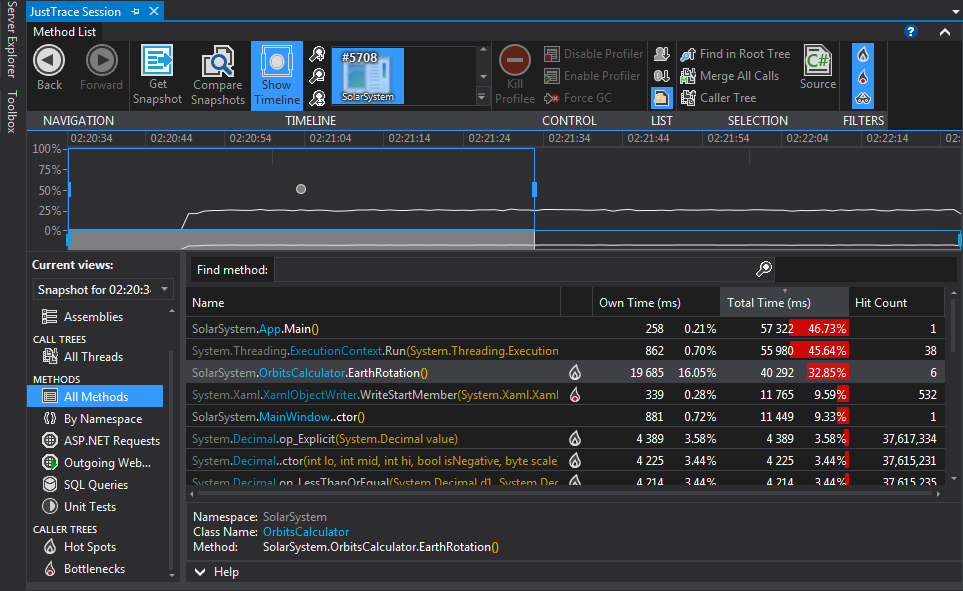 Server Explorer
Toolbox
JustTrace Session
Method List
Back
Forward
Get Snapshot
Compare Snapshots
Show Timeline
#5708
SolarSystem
Kill Profilee
Disable Profiler
Enable Profiler
Force GC
Find in Root Tree
Merge All Calls
Caller Tree
C#
Source
NAVIGATION TIMELINE CONTROL LIST SELECTION FILTERS
02:20:34 02:20:44 02:20:54 02:21:04 02:21:14 02:21:24 02:21:34 02:21:44 02:21:54 02:22:04 02:22:14 02:
100%
75%
50%
25%
0%
Current views:
Snapshot for 02:20:3
Assemblies
CALL TREES
All Threads
METHODS
All Methods
By Namespace
ASP.NET Requests
Outgoing Web...
SQL Queries
Unit Tests
CALLER TREES
Hot Spots
Bottlenecks
Find method:
Name Own Time (ms) Total Time (ms) Hit Count
SolarSystem.App.Main() 258 0.21% 57 322 46.73% 1
System.Threading.ExecutionContext.Run(System.Threading.Execution 862 0.70% 55 980 45.64% 38
SolarSystem.OrbitsCalculator.EarthRotation() 19 685 16.05% 40 292 32.85% 6
System.Xaml.XamlObjectWriter.WriteStartMember(System.Xaml.Xaml 339 0.28% 11 765 9.59% 532
SolarSystem.MainWindow..ctor() 881 0.72% 11 449 9.33% 1
System.Decimal.op_Explicit(System.Decimal value) 4 389 3.58% 4 389 3.58% 37,617,334
System.Decimal..ctor(int lo, int mid, int hi, bool isNegative, byte scale 4 225 3.44% 4 225 3.44% 37,615,231
System.Decimal.op_LessThanOrEqual(System.Decimal d1, System.Dec 4 214 3.44% 4 214 3.44% 37,615,235
Namespace: SolarSystem
Class Name: OrbitsCalculator
Method: SolarSystem.OrbitsCalculator.EarthRotation()
Help